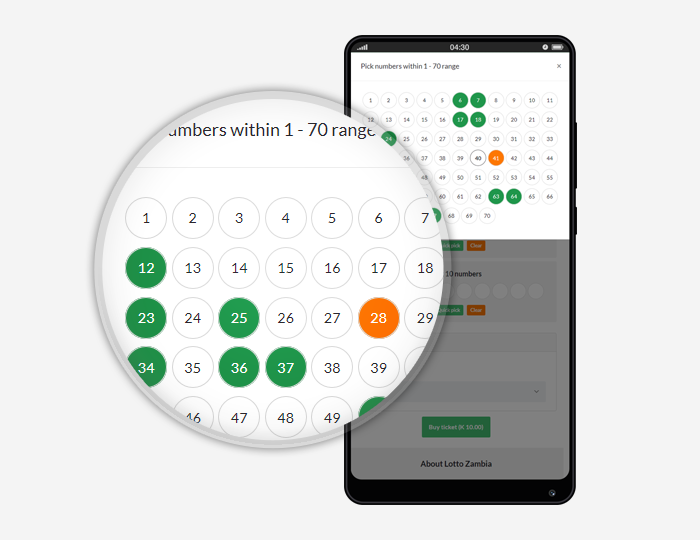 04:30
Pick numbers within 1 - 70 range ×
1 2 3 4 5 6 7 8 9 10 11
12 13 14 15 16 17 18 19 20 21 22
24 25 26 27 28 29 30 31 32 33
36 37 38 39 40 41 42 43 44
48 49 50 51 52 53 54 55
60 61 62 63 64 65 66
68 69 70
pick Clear
10 numbers
pick Clear
Buy ticket (K 10.00)
About Lotto Zambia
umbers within 1 - 70 range
1 2 3 4 5 6 7
12 13 14 15 16 17 18
23 24 25 26 27 28 29
34 35 36 37 38 39
46 47 48 49